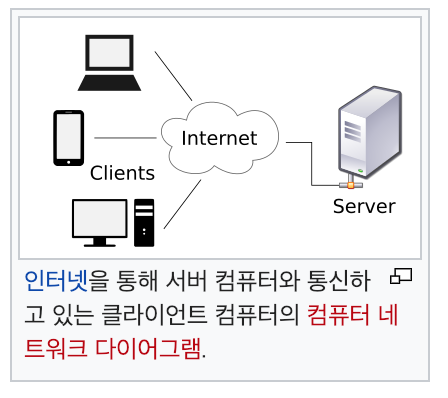 Internet
Clients
Server
인터넷을 통해 서버 컴퓨터와 통신하
고 있는 클라이언트 컴퓨터의 컴퓨터 네
트워크 다이어그램.